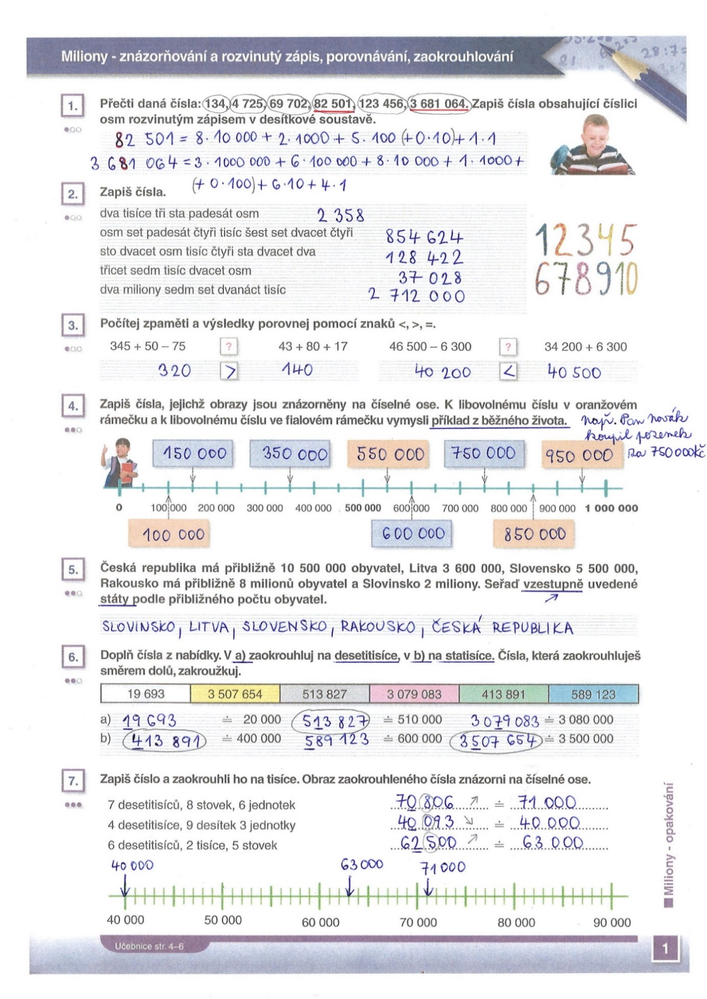 Miliony - znázorňování a rozvinutý zápis, porovnávání, zaokrouhlování
28:7=
1. Přečti daná čísla: 134, 4 725, 69 702, 82 501, 123 456, 3 681 064. Zapiš čísla obsahující číslici
osm rozvinutým zápisem v desítkové soustavě.
82 501 = 8·10 000 + 2·1000 + 5·100 (+0·10)+ 1·1
3 681 064 = 3·1000 000 + 6·100 000 + 8·10 000 + 1·1000+
(+ 0·100)+ 6·10 + 4·1
2. Zapiš čísla.
dva tisíce tři sta padesát osm 2 358
osm set padesát čtyři tisíc šest set dvacet čtyři 854 624
sto dvacet osm tisíc čtyři sta dvacet dva 128 422
třicet sedm tisíc dvacet osm 37 028
dva miliony sedm set dvanáct tisíc 2 712 000
12345
678910
3. Počítej zpaměti a výsledky porovnej pomocí znaků <, >, =.
345 + 50 – 75 ? 43 + 80 + 17 46 500 – 6 300 ? 34 200 + 6 300
320 > 140 40 200 < 40 500
4. Zapiš čísla, jejichž obrazy jsou znázorněny na číselné ose. K libovolnému číslu v oranžovém
rámečku a k libovolnému číslu ve fialovém rámečku vymysli příklad z běžného života.
např. Pan Novák
koupil pozemek
za 750 000Kč
150 000 350 000 550 000 750 000 950 000
0 100 000 200 000 300 000 400 000 500 000 600 000 700 000 800 000 900 000 1 000 000
100 000 600 000 850 000
5. Česká republika má přibližně 10 500 000 obyvatel, Litva 3 600 000, Slovensko 5 500 000,
Rakousko má přibližně 8 milionů obyvatel a Slovinsko 2 miliony. Seřaď vzestupně uvedené
státy podle přibližného počtu obyvatel.
SLOVINSKO, LITVA, SLOVENSKO, RAKOUSKO, ČESKÁ REPUBLIKA
6. Doplň čísla z nabídky. V a) zaokrouhluj na desetitisíce, v b) na statisíce. Čísla, která zaokrouhluješ
směrem dolů, zakroužkuj.
19 693 3 507 654 513 827 3 079 083 413 891 589 123
a) 19 693 ≐ 20 000 513 827 ≐ 510 000 3 079 083 ≐ 3 080 000
b) 413 891 ≐ 400 000 589 123 ≐ 600 000 3 507 654 ≐ 3 500 000
7. Zapiš číslo a zaokrouhli ho na tisíce. Obraz zaokrouhleného čísla znázorni na číselné ose.
7 desetitisíců, 8 stovek, 6 jednotek 70 806 ↗ ≐ 71 000
4 desetitisíce, 9 desítek 3 jednotky 40 093 ↘ ≐ 40 000
6 desetitisíců, 2 tisíce, 5 stovek 62 500 ↗ ≐ 63 000
40 000 63 000 71 000
40 000 50 000 60 000 70 000 80 000 90 000
Miliony - opakování
Učebnice str. 4–6
1